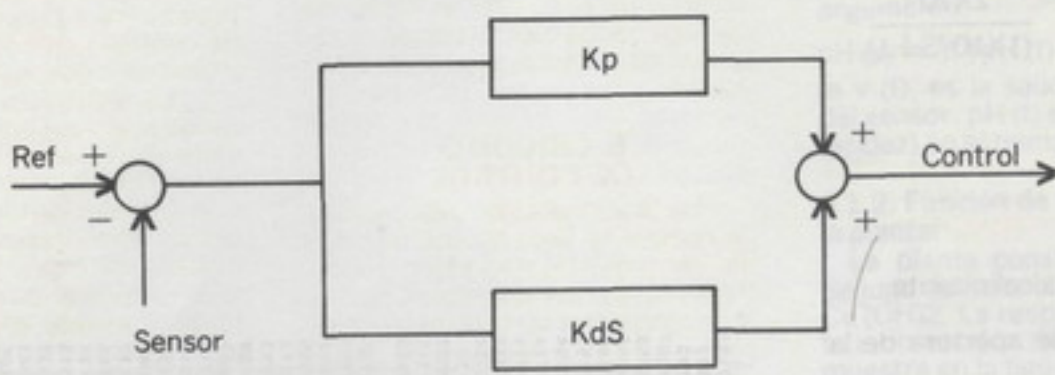 Kp
Ref
+
−
+
Control
+
Sensor
KdS